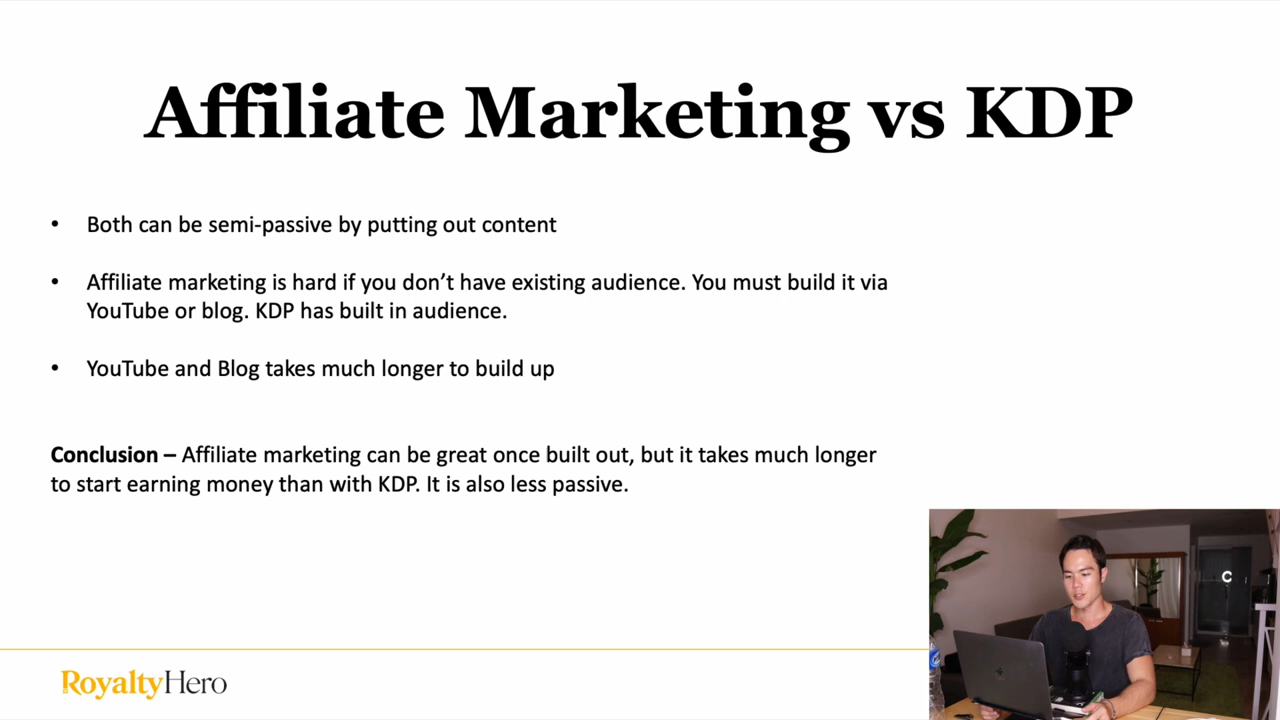 Affiliate Marketing vs KDP
• Both can be semi-passive by putting out content
• Affiliate marketing is hard if you don’t have existing audience. You must build it via
YouTube or blog. KDP has built in audience.
• YouTube and Blog takes much longer to build up
Conclusion – Affiliate marketing can be great once built out, but it takes much longer
to start earning money than with KDP. It is also less passive.
RoyaltyHero